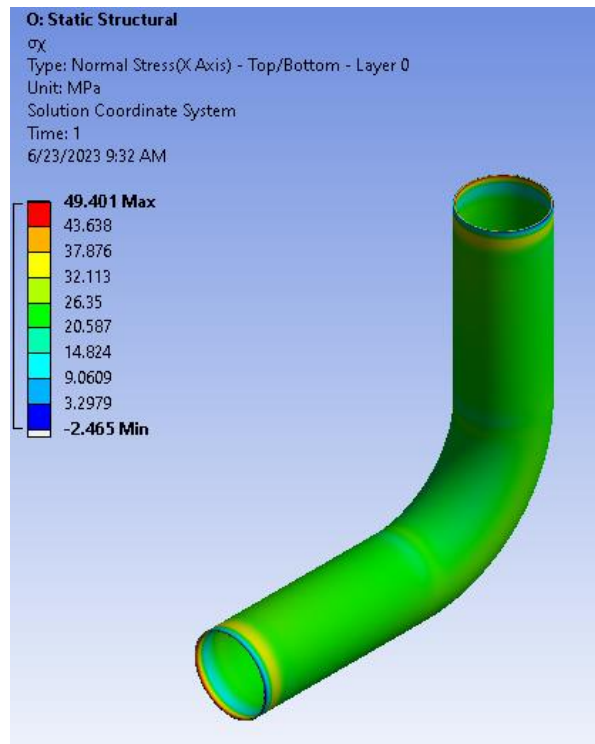 O: Static Structural
σχ
Type: Normal Stress(X Axis) - Top/Bottom - Layer 0
Unit: MPa
Solution Coordinate System
Time: 1
6/23/2023 9:32 AM
49.401 Max
43.638
37.876
32.113
26.35
20.587
14.824
9.0609
3.2979
-2.465 Min